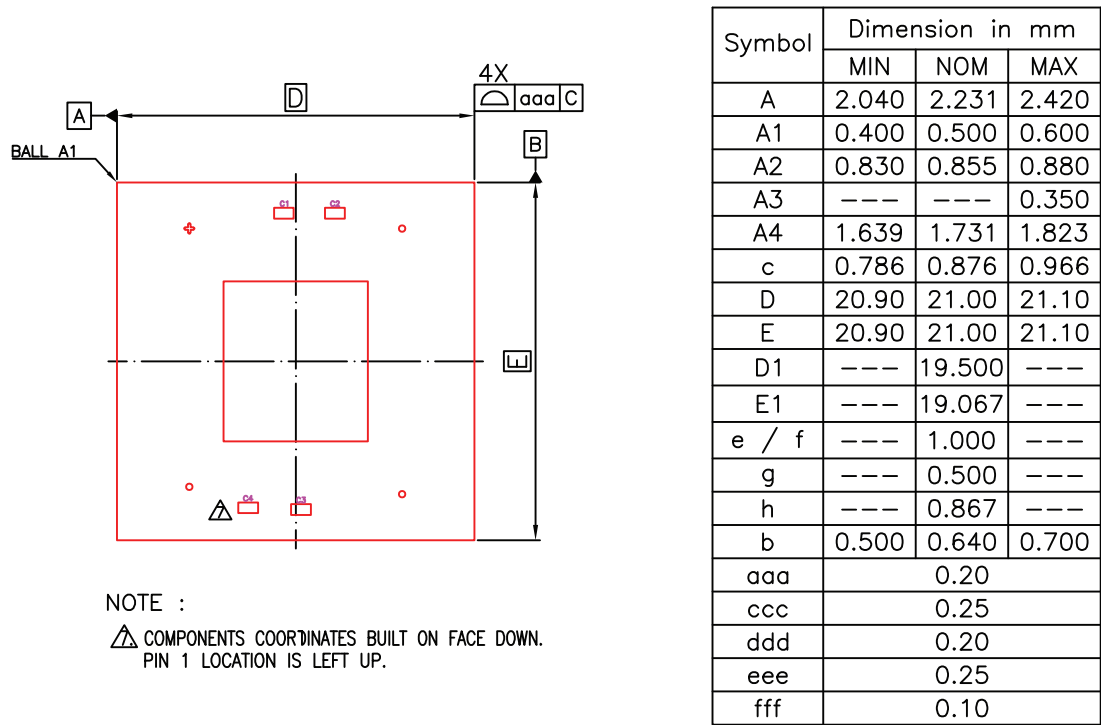 4X
D
aaa C
A
BALL A1
B
C1 C2
E
C4 C3
7
NOTE :
7. COMPONENTS COORDINATES BUILT ON FACE DOWN.
PIN 1 LOCATION IS LEFT UP.
Symbol Dimension in mm
MIN NOM MAX
A 2.040 2.231 2.420
A1 0.400 0.500 0.600
A2 0.830 0.855 0.880
A3 --- --- 0.350
A4 1.639 1.731 1.823
c 0.786 0.876 0.966
D 20.90 21.00 21.10
E 20.90 21.00 21.10
D1 --- 19.500 ---
E1 --- 19.067 ---
e / f --- 1.000 ---
g --- 0.500 ---
h --- 0.867 ---
b 0.500 0.640 0.700
aaa 0.20
ccc 0.25
ddd 0.20
eee 0.25
fff 0.10